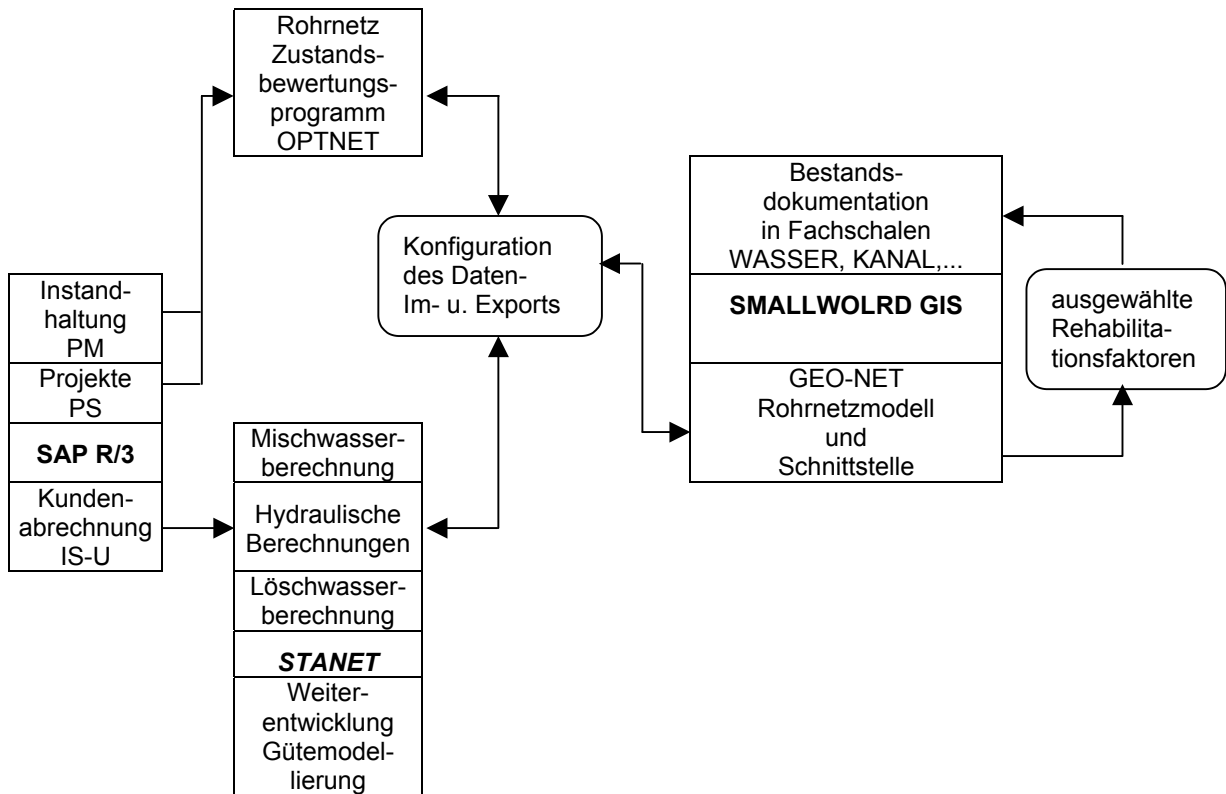 Rohrnetz
Zustands-
bewertungs-
programm
OPTNET
Konfiguration
des Daten-
Im- u. Exports
Bestands-
dokumentation
in Fachschalen
WASSER, KANAL,...
SMALLWOLRD GIS
GEO-NET
Rohrnetzmodell
und
Schnittstelle
ausgewählte
Rehabilita-
tionsfaktoren
Instand-
haltung
PM
Projekte
PS
SAP R/3
Kunden-
abrechnung
IS-U
Mischwasser-
berechnung
Hydraulische
Berechnungen
Löschwasser-
berechnung
STANET
Weiter-
entwicklung
Gütemodel-
lierung